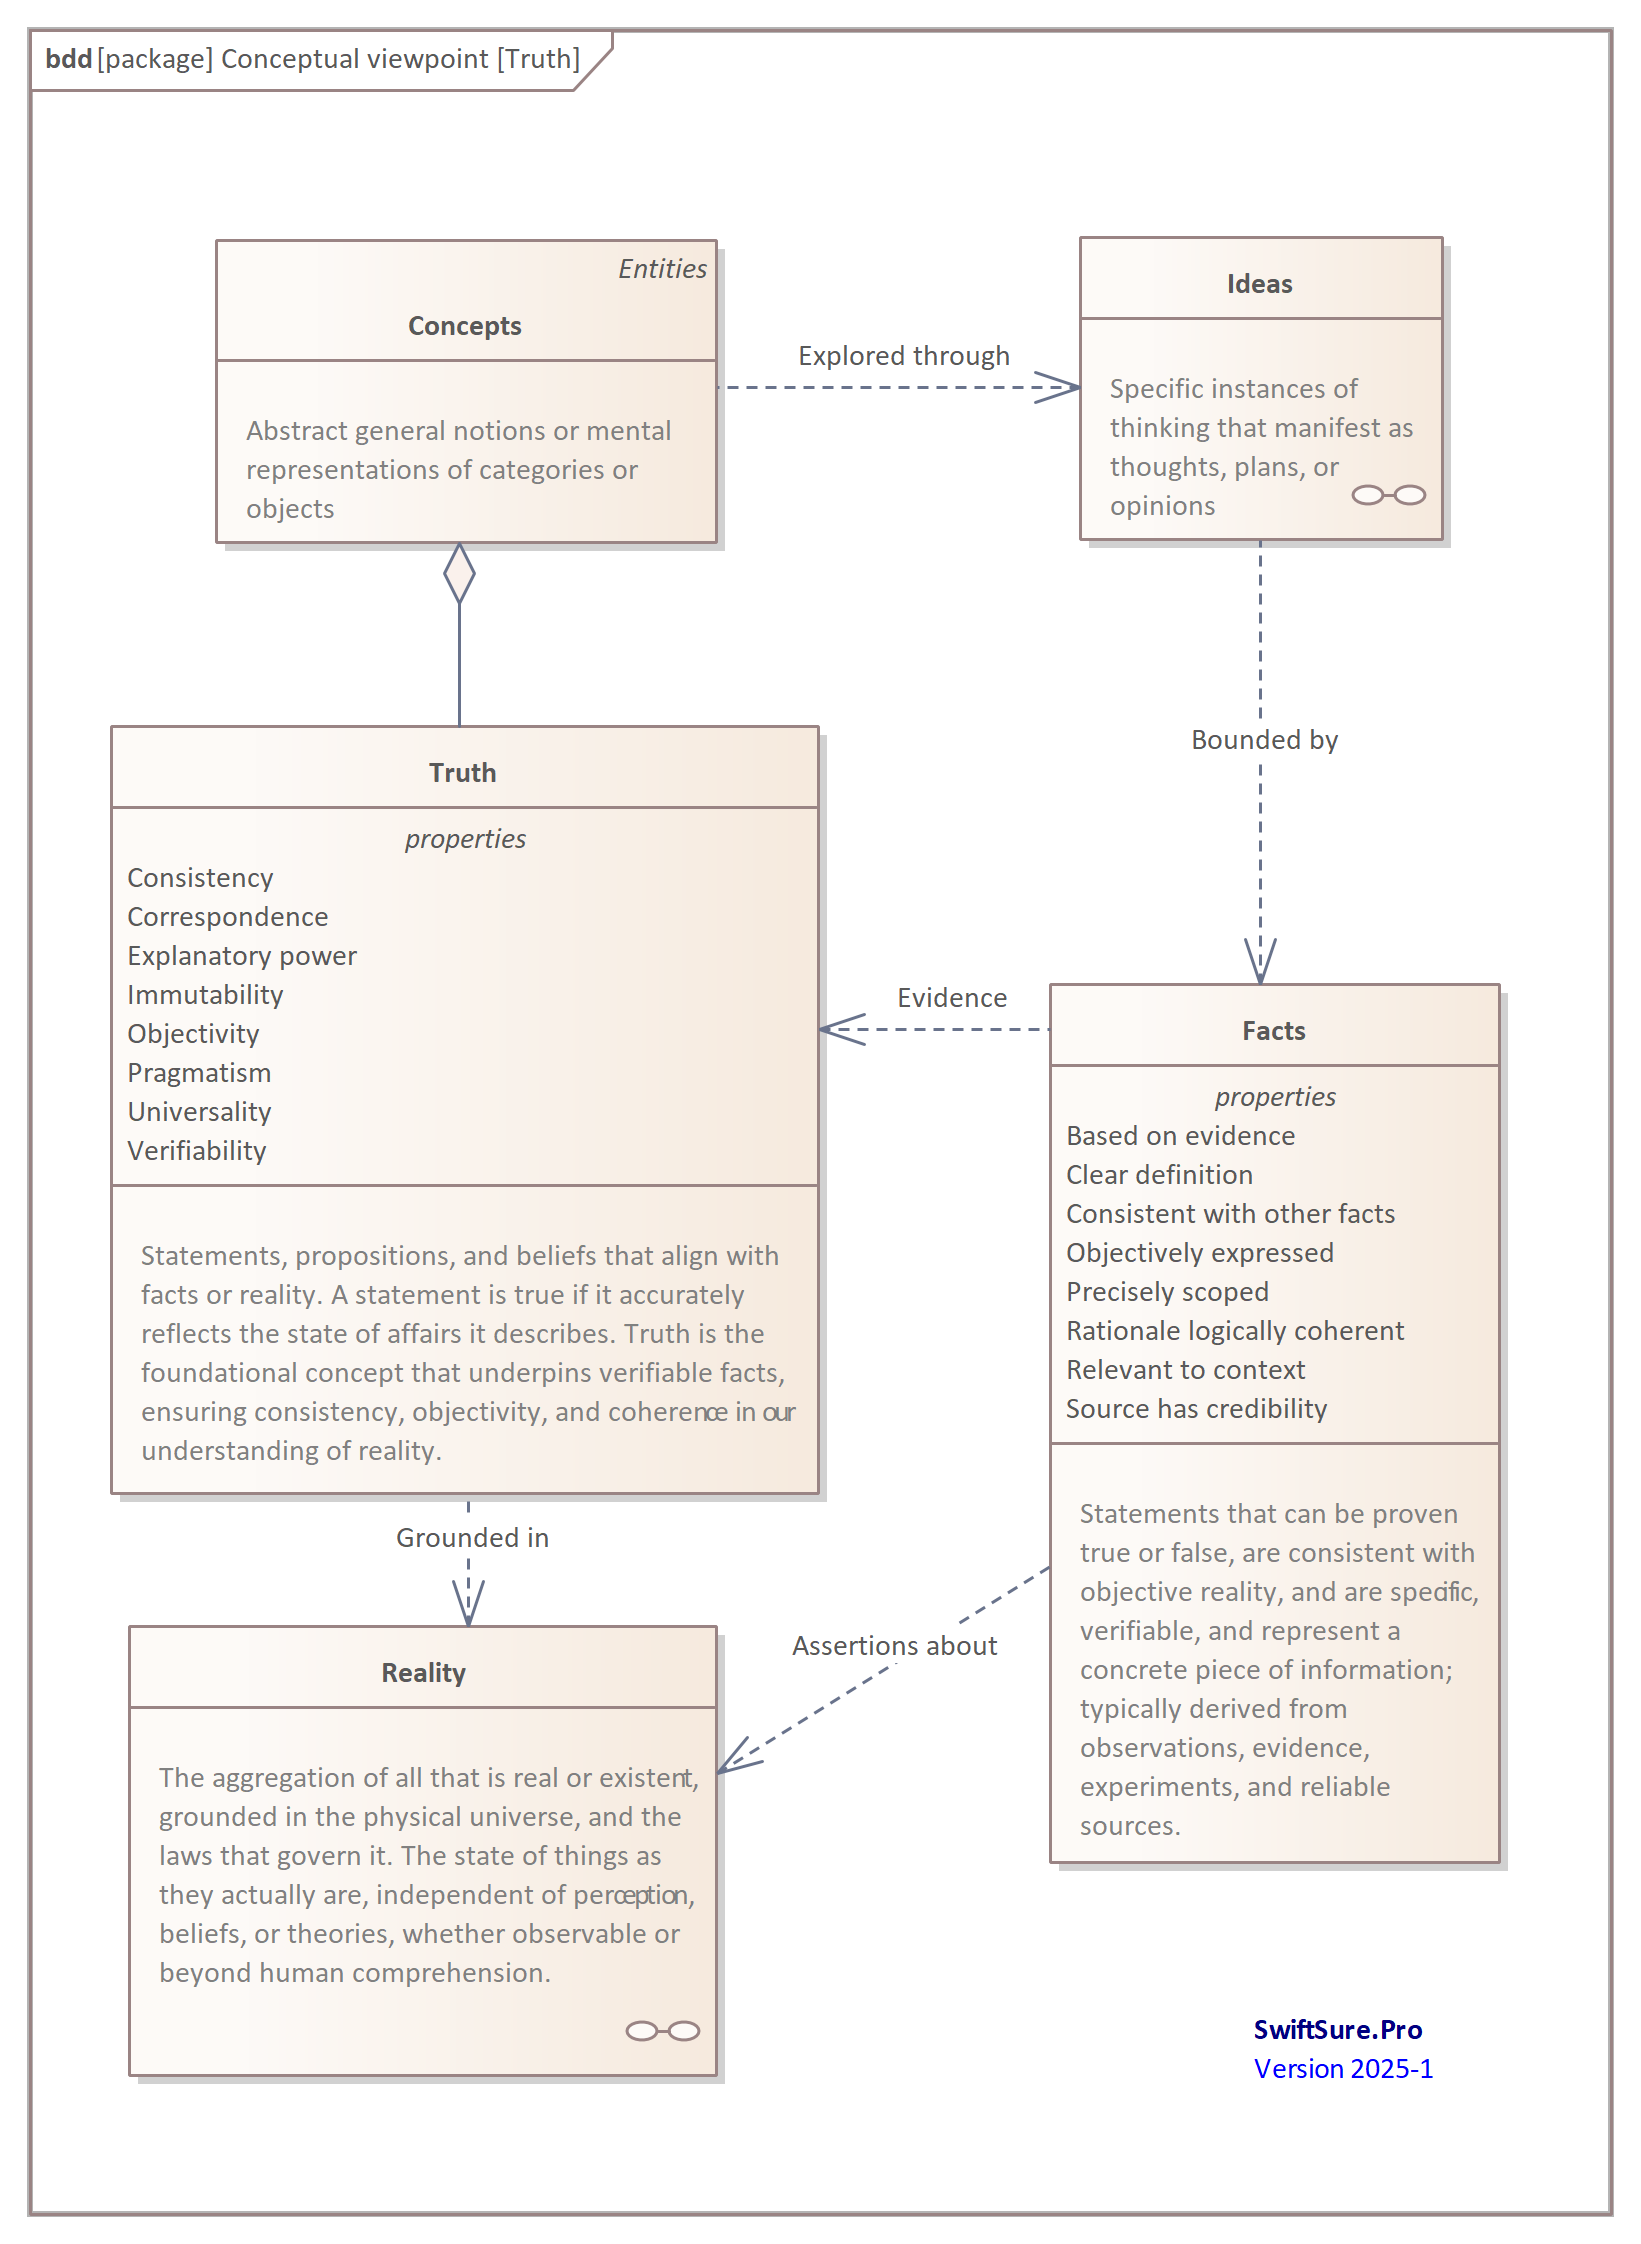 bdd [package] Conceptual viewpoint [Truth]
Entities
Concepts
Abstract general notions or mental
representations of categories or
objects
Explored through
Ideas
Specific instances of
thinking that manifest as
thoughts, plans, or
opinions
Bounded by
Truth
properties
Consistency
Correspondence
Explanatory power
Immutability
Objectivity
Pragmatism
Universality
Verifiability
Statements, propositions, and beliefs that align with
facts or reality. A statement is true if it accurately
reflects the state of affairs it describes. Truth is the
foundational concept that underpins verifiable facts,
ensuring consistency, objectivity, and coherence in our
understanding of reality.
Evidence
Facts
properties
Based on evidence
Clear definition
Consistent with other facts
Objectively expressed
Precisely scoped
Rationale logically coherent
Relevant to context
Source has credibility
Statements that can be proven
true or false, are consistent with
objective reality, and are specific,
verifiable, and represent a
concrete piece of information;
typically derived from
observations, evidence,
experiments, and reliable
sources.
Grounded in
Assertions about
Reality
The aggregation of all that is real or existent,
grounded in the physical universe, and the
laws that govern it. The state of things as
they actually are, independent of perception,
beliefs, or theories, whether observable or
beyond human comprehension.
SwiftSure.Pro
Version 2025-1